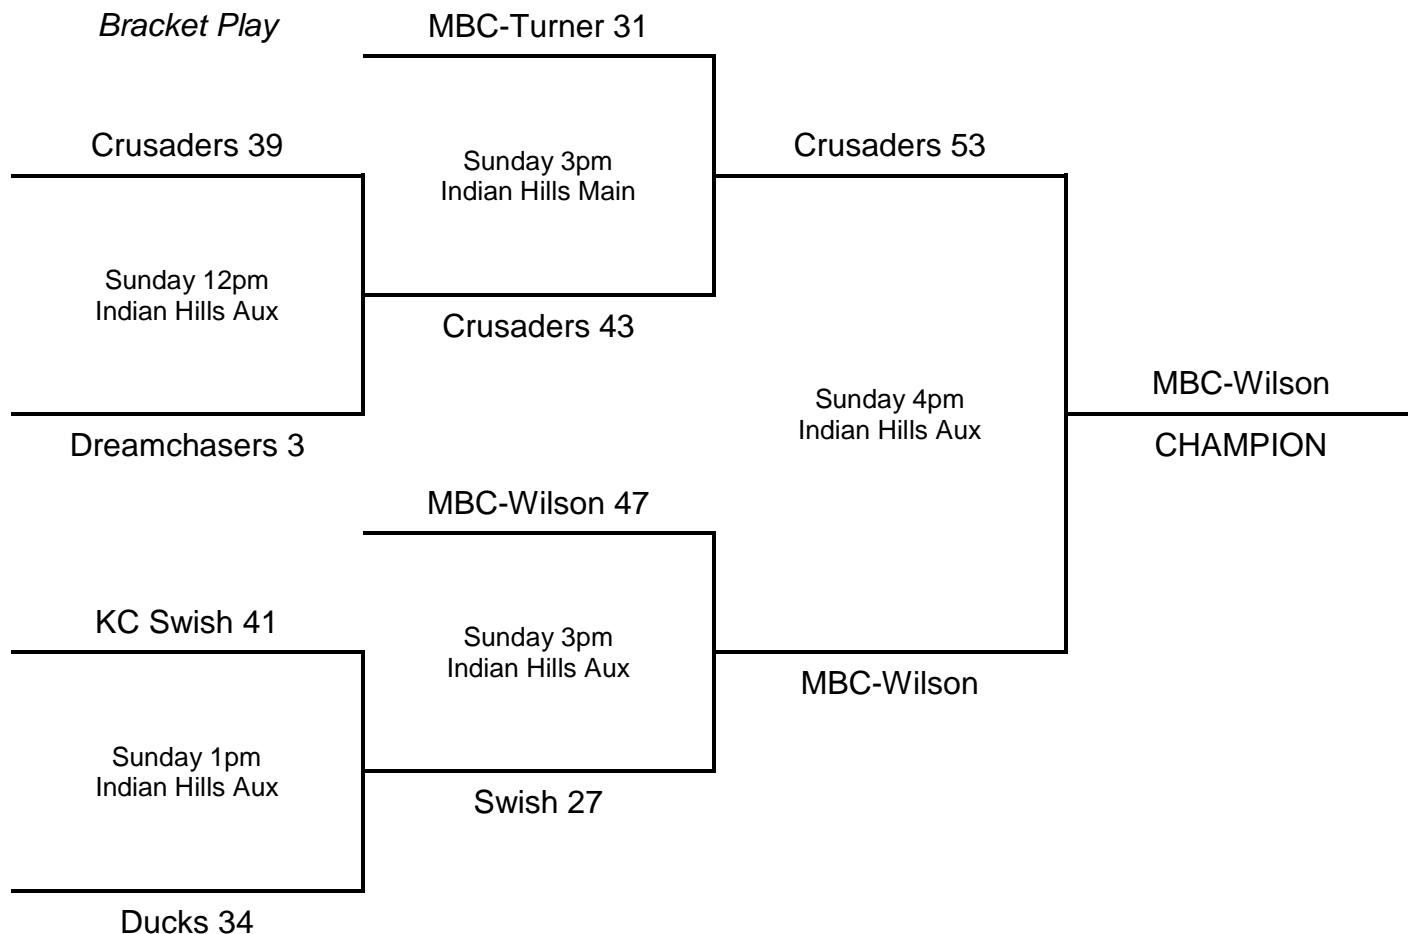 Bracket Play
MBC-Turner 31
Crusaders 39
Sunday 3pm
Indian Hills Main
Crusaders 53
Sunday 12pm
Indian Hills Aux
Crusaders 43
MBC-Wilson
Sunday 4pm
Indian Hills Aux
Dreamchasers 3
CHAMPION
MBC-Wilson 47
KC Swish 41
Sunday 3pm
Indian Hills Aux
MBC-Wilson
Sunday 1pm
Indian Hills Aux
Swish 27
Ducks 34